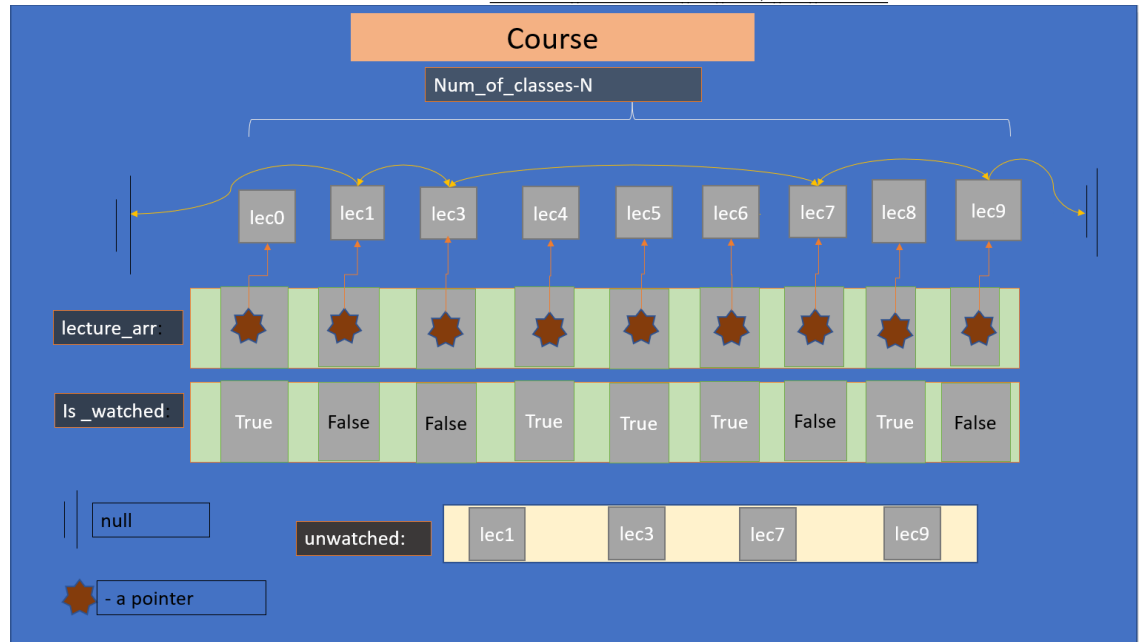 Course
Num_of_classes-N
lec0 lec1 lec3 lec4 lec5 lec6 lec7 lec8 lec9
lecture_arr:
Is _watched:
True False False True True True False True False
null
unwatched:
lec1 lec3 lec7 lec9
- a pointer